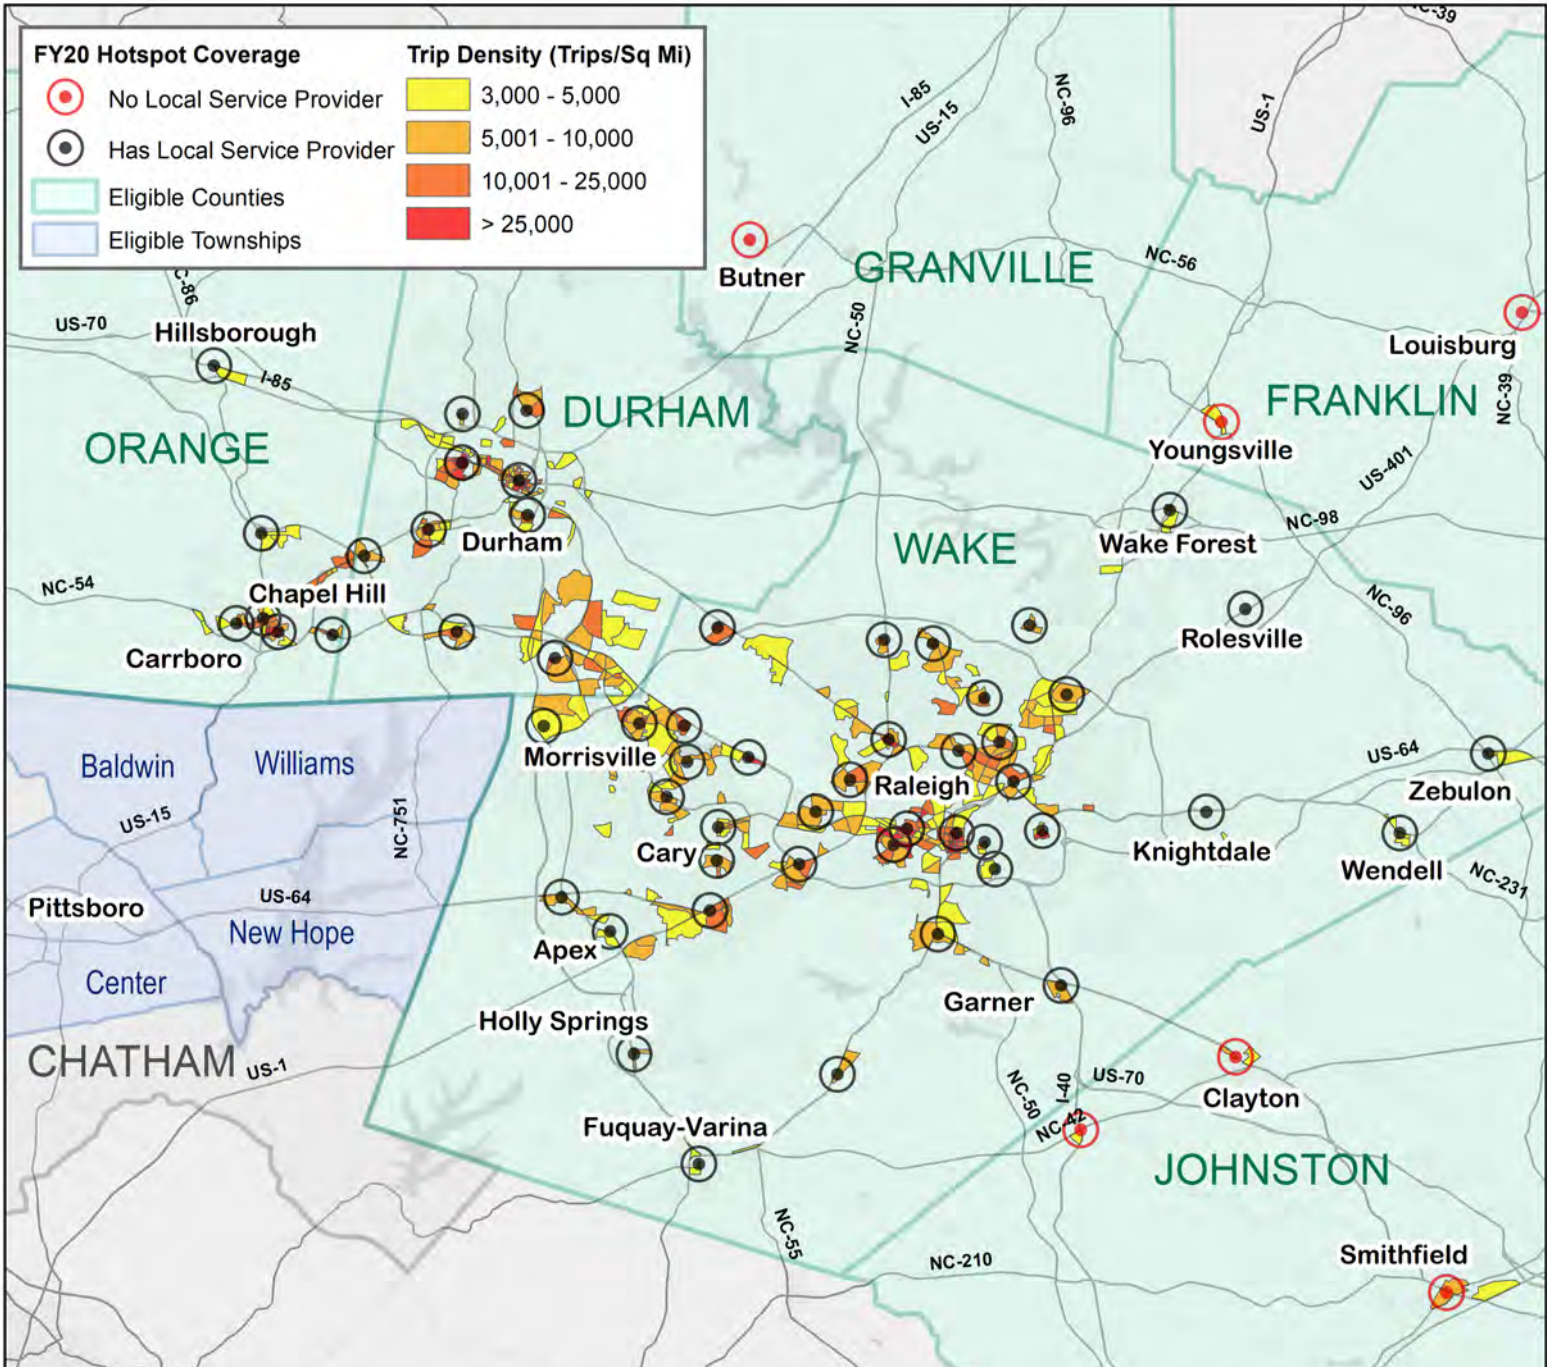 FY20 Hotspot Coverage
No Local Service Provider
Has Local Service Provider
Eligible Counties
Eligible Townships
Trip Density (Trips/Sq Mi)
3,000 - 5,000
5,001 - 10,000
10,001 - 25,000
> 25,000
NC-39
I-85
US-15
NC-96
US-1
Butner
GRANVILLE
NC-56
US-70
Hillsborough
NC-50
Louisburg
I-85
ORANGE
DURHAM
FRANKLIN
NC-39
Youngsville
US-401
Durham
WAKE
Wake Forest
NC-98
NC-54
Chapel Hill
NC-96
Carrboro
Rolesville
Baldwin
Williams
Morrisville
Raleigh
US-64
Zebulon
US-15
NC-751
Cary
Knightdale
Wendell
NC-231
US-64
Pittsboro
New Hope
Apex
Center
Garner
Holly Springs
CHATHAM
US-1
NC-50
I-40
US-70
Clayton
NC-42
Fuquay-Varina
JOHNSTON
NC-55
NC-210
Smithfield